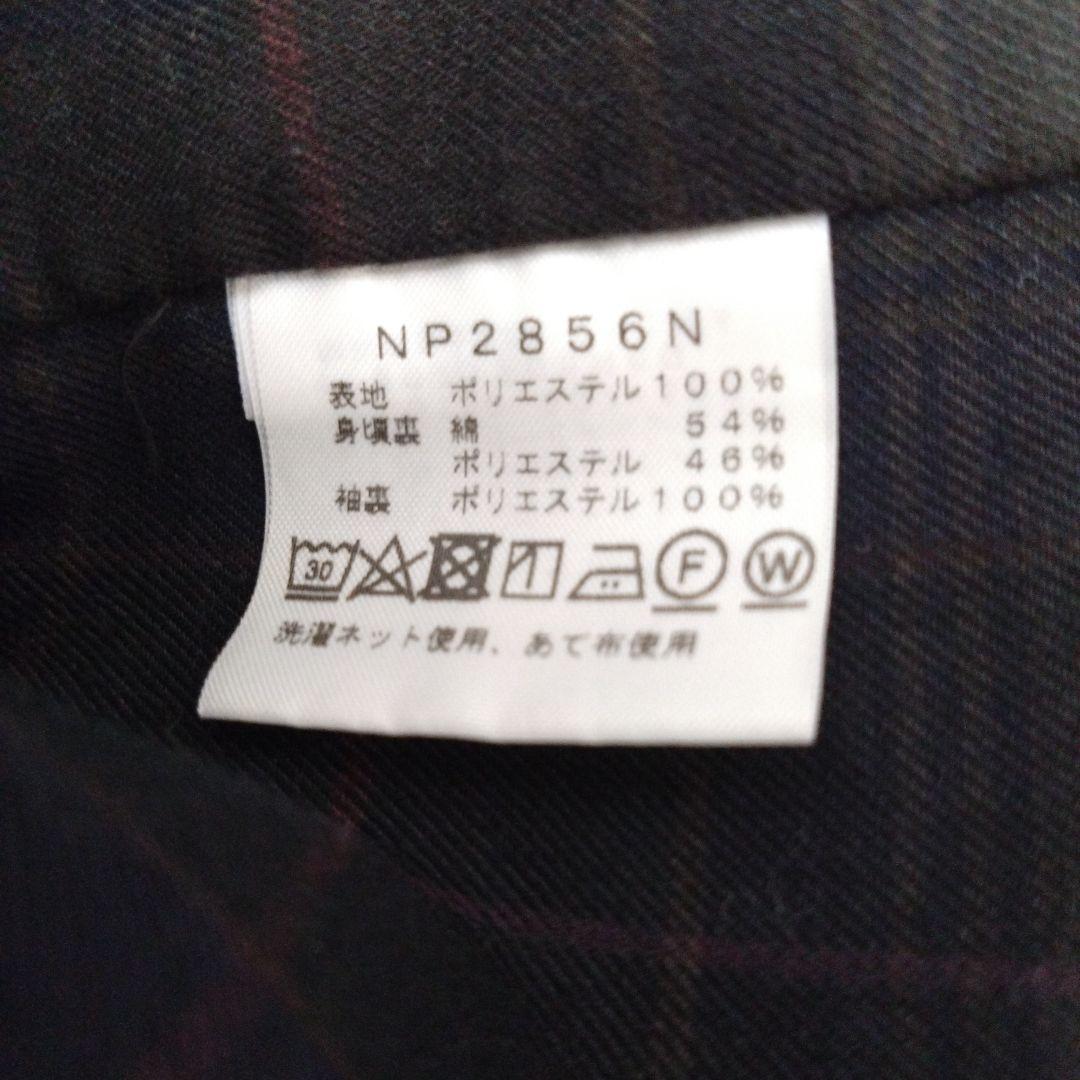 NP2856N
表地 ポリエステル100%
身頃裏 綿 54%
ポリエステル 46%
袖裏 ポリエステル100%
30 F W
洗濯ネット使用、あて布使用